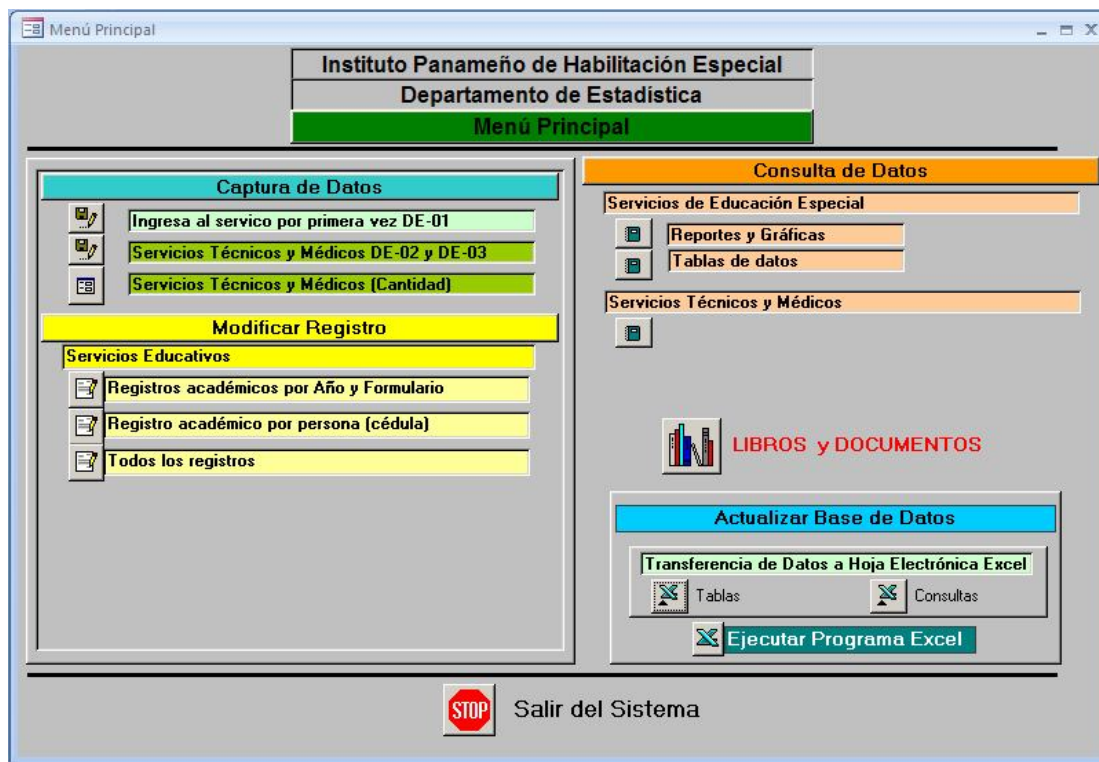 Menú Principal
Instituto Panameño de Habilitación Especial
Departamento de Estadística
Menú Principal
Captura de Datos
Ingresa al servico por primera vez DE-01
Servicios Técnicos y Médicos DE-02 y DE-03
Servicios Técnicos y Médicos (Cantidad)
Modificar Registro
Servicios Educativos
Registros académicos por Año y Formulario
Registro académico por persona (cédula)
Todos los registros
Consulta de Datos
Servicios de Educación Especial
Reportes y Gráficas
Tablas de datos
Servicios Técnicos y Médicos
LIBROS y DOCUMENTOS
Actualizar Base de Datos
Transferencia de Datos a Hoja Electrónica Excel
Tablas
Consultas
Ejecutar Programa Excel
STOP
Salir del Sistema